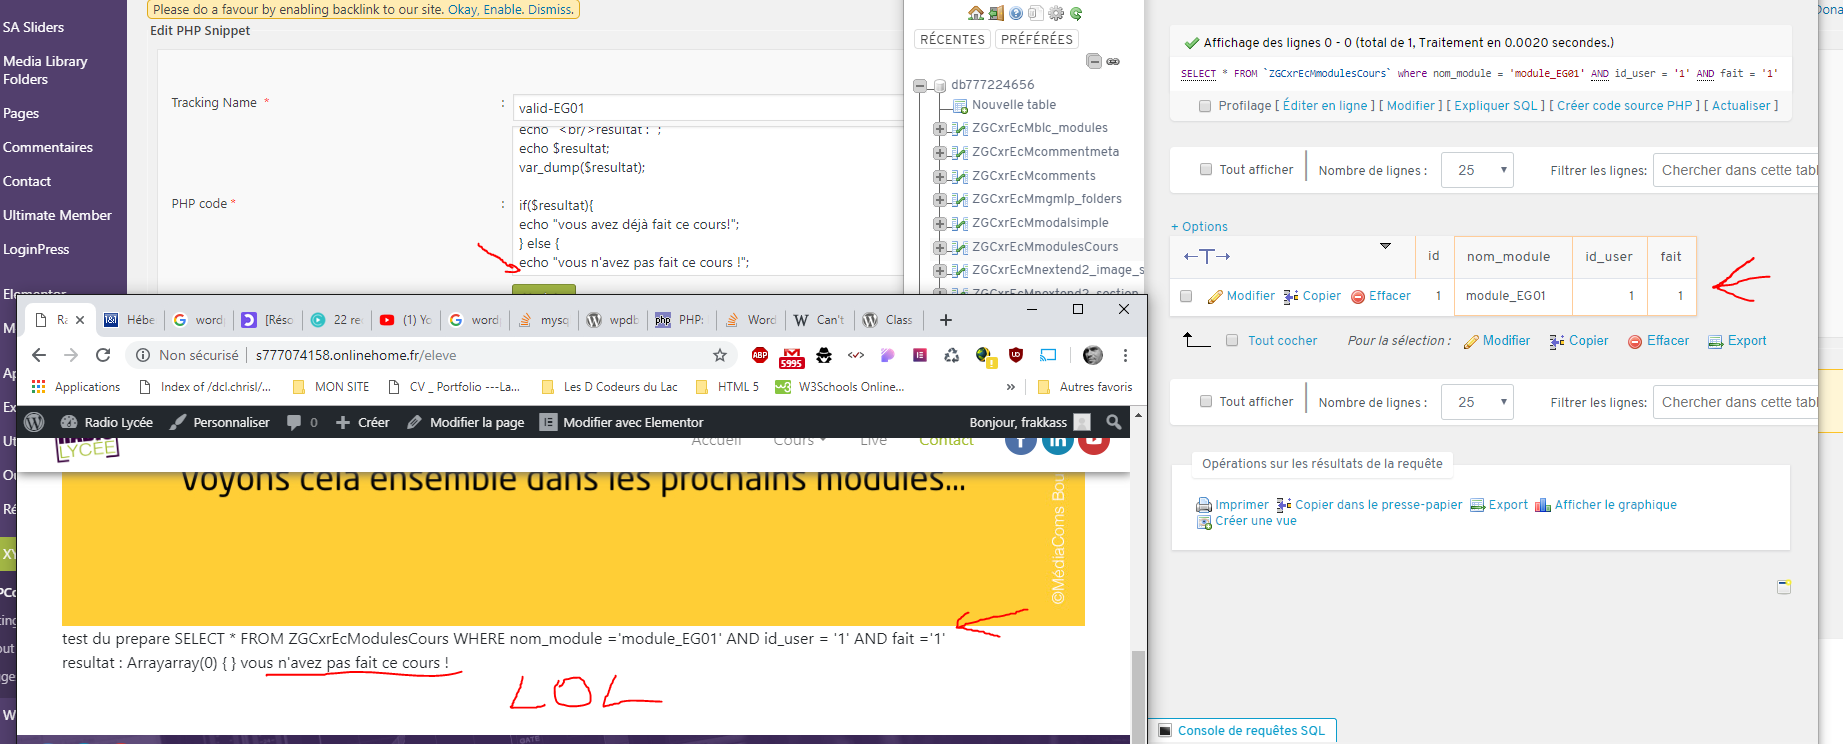 Please do a favour by enabling backlink to our site. Okay, Enable. Dismiss.
Edit PHP Snippet
SA Sliders
Media Library
Folders
Pages
Commentaires
Contact
Ultimate Member
LoginPress
Elementor
Tracking Name * :
valid-EG01
PHP code * :
echo "<br/>resultat : ";
echo $resultat;
var_dump($resultat);
if($resultat){
echo "vous avez déjà fait ce cours!";
} else {
echo "vous n'avez pas fait ce cours !";
RÉCENTES PRÉFÉRÉES
db777224656
Nouvelle table
ZGCxrEcMblc_modules
ZGCxrEcMcommentmeta
ZGCxrEcMcomments
ZGCxrEcMmgmlp_folders
ZGCxrEcMmodalsimple
ZGCxrEcMmodulesCours
ZGCxrEcMnextend2_image_s
ZGCxrEcMnextend2_section
Affichage des lignes 0 - 0 (total de 1, Traitement en 0.0020 secondes.)
SELECT * FROM `ZGCxrEcMmodulesCours` where nom_module = 'module_EG01' AND id_user = '1' AND fait = '1'
Profilage [ Éditer en ligne ] [ Modifier ] [ Expliquer SQL ] [ Créer code source PHP ] [ Actualiser ]
Tout afficher Nombre de lignes : 25 Filtrer les lignes: Chercher dans cette tabl
+ Options
←T→ id nom_module id_user fait
Modifier Copier Effacer 1 module_EG01 1 1
Tout cocher Pour la sélection : Modifier Copier Effacer Export
Tout afficher Nombre de lignes : 25 Filtrer les lignes: Chercher dans cette tabl
Opérations sur les résultats de la requête
Imprimer Copier dans le presse-papier Export Afficher le graphique
Créer une vue
Console de requêtes SQL
Ra Hébe word [Réso 22 re (1) Yo word mysq wpdb PHP: Word Can't Class
Non sécurisé s777074158.onlinehome.fr/eleve
ABP 5995
Applications Index of /dcl.chrisl/... MON SITE CV _ Portfolio ---La... Les D Codeurs du Lac HTML 5 W3Schools Online... » Autres favoris
Radio Lycée Personnaliser 0 Créer Modifier la page Modifier avec Elementor Bonjour, frakkass
LYCÉE Accueil Cours Live Contact
Voyons cela ensemble dans les prochains modules...
©MédiaComs Bou
test du prepare SELECT * FROM ZGCxrEcModulesCours WHERE nom_module ='module_EG01' AND id_user = '1' AND fait ='1'
resultat : Arrayarray(0) { } vous n'avez pas fait ce cours !
LOL